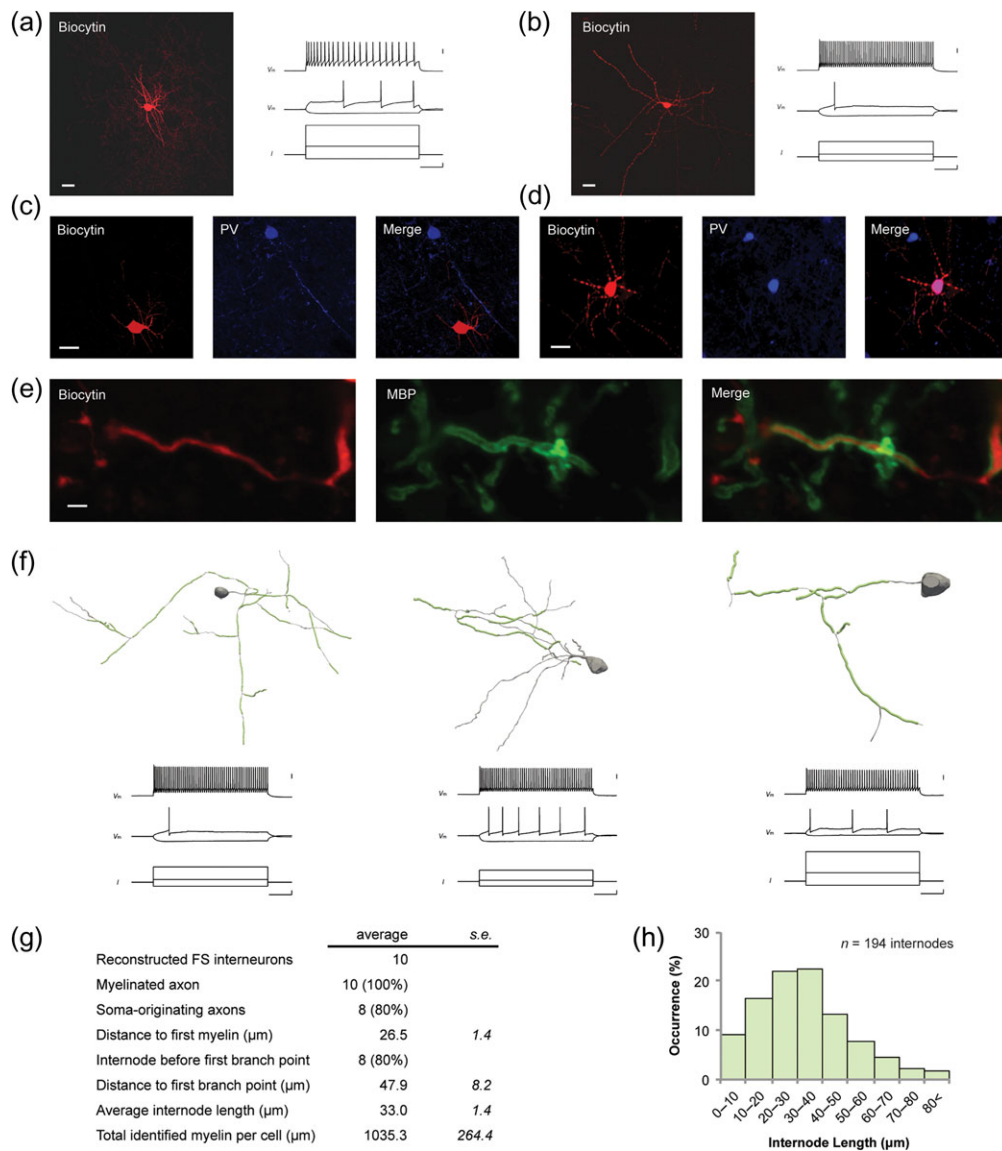 (a)
Biocytin
Vm
Vm
I
(b)
Biocytin
Vm
Vm
I
(c)
Biocytin
PV
Merge
(d)
Biocytin
PV
Merge
(e)
Biocytin
MBP
Merge
(f)
Vm
Vm
I
Vm
Vm
I
Vm
Vm
I
(g)
average s.e.
Reconstructed FS interneurons 10
Myelinated axon 10 (100%)
Soma-originating axons 8 (80%)
Distance to first myelin (µm) 26.5 1.4
Internode before first branch point 8 (80%)
Distance to first branch point (µm) 47.9 8.2
Average internode length (µm) 33.0 1.4
Total identified myelin per cell (µm) 1035.3 264.4
(h)
n = 194 internodes
Occurrence (%)
30
20
10
0
0–10
10–20
20–30
30–40
40–50
50–60
60–70
70–80
80<
Internode Length (µm)